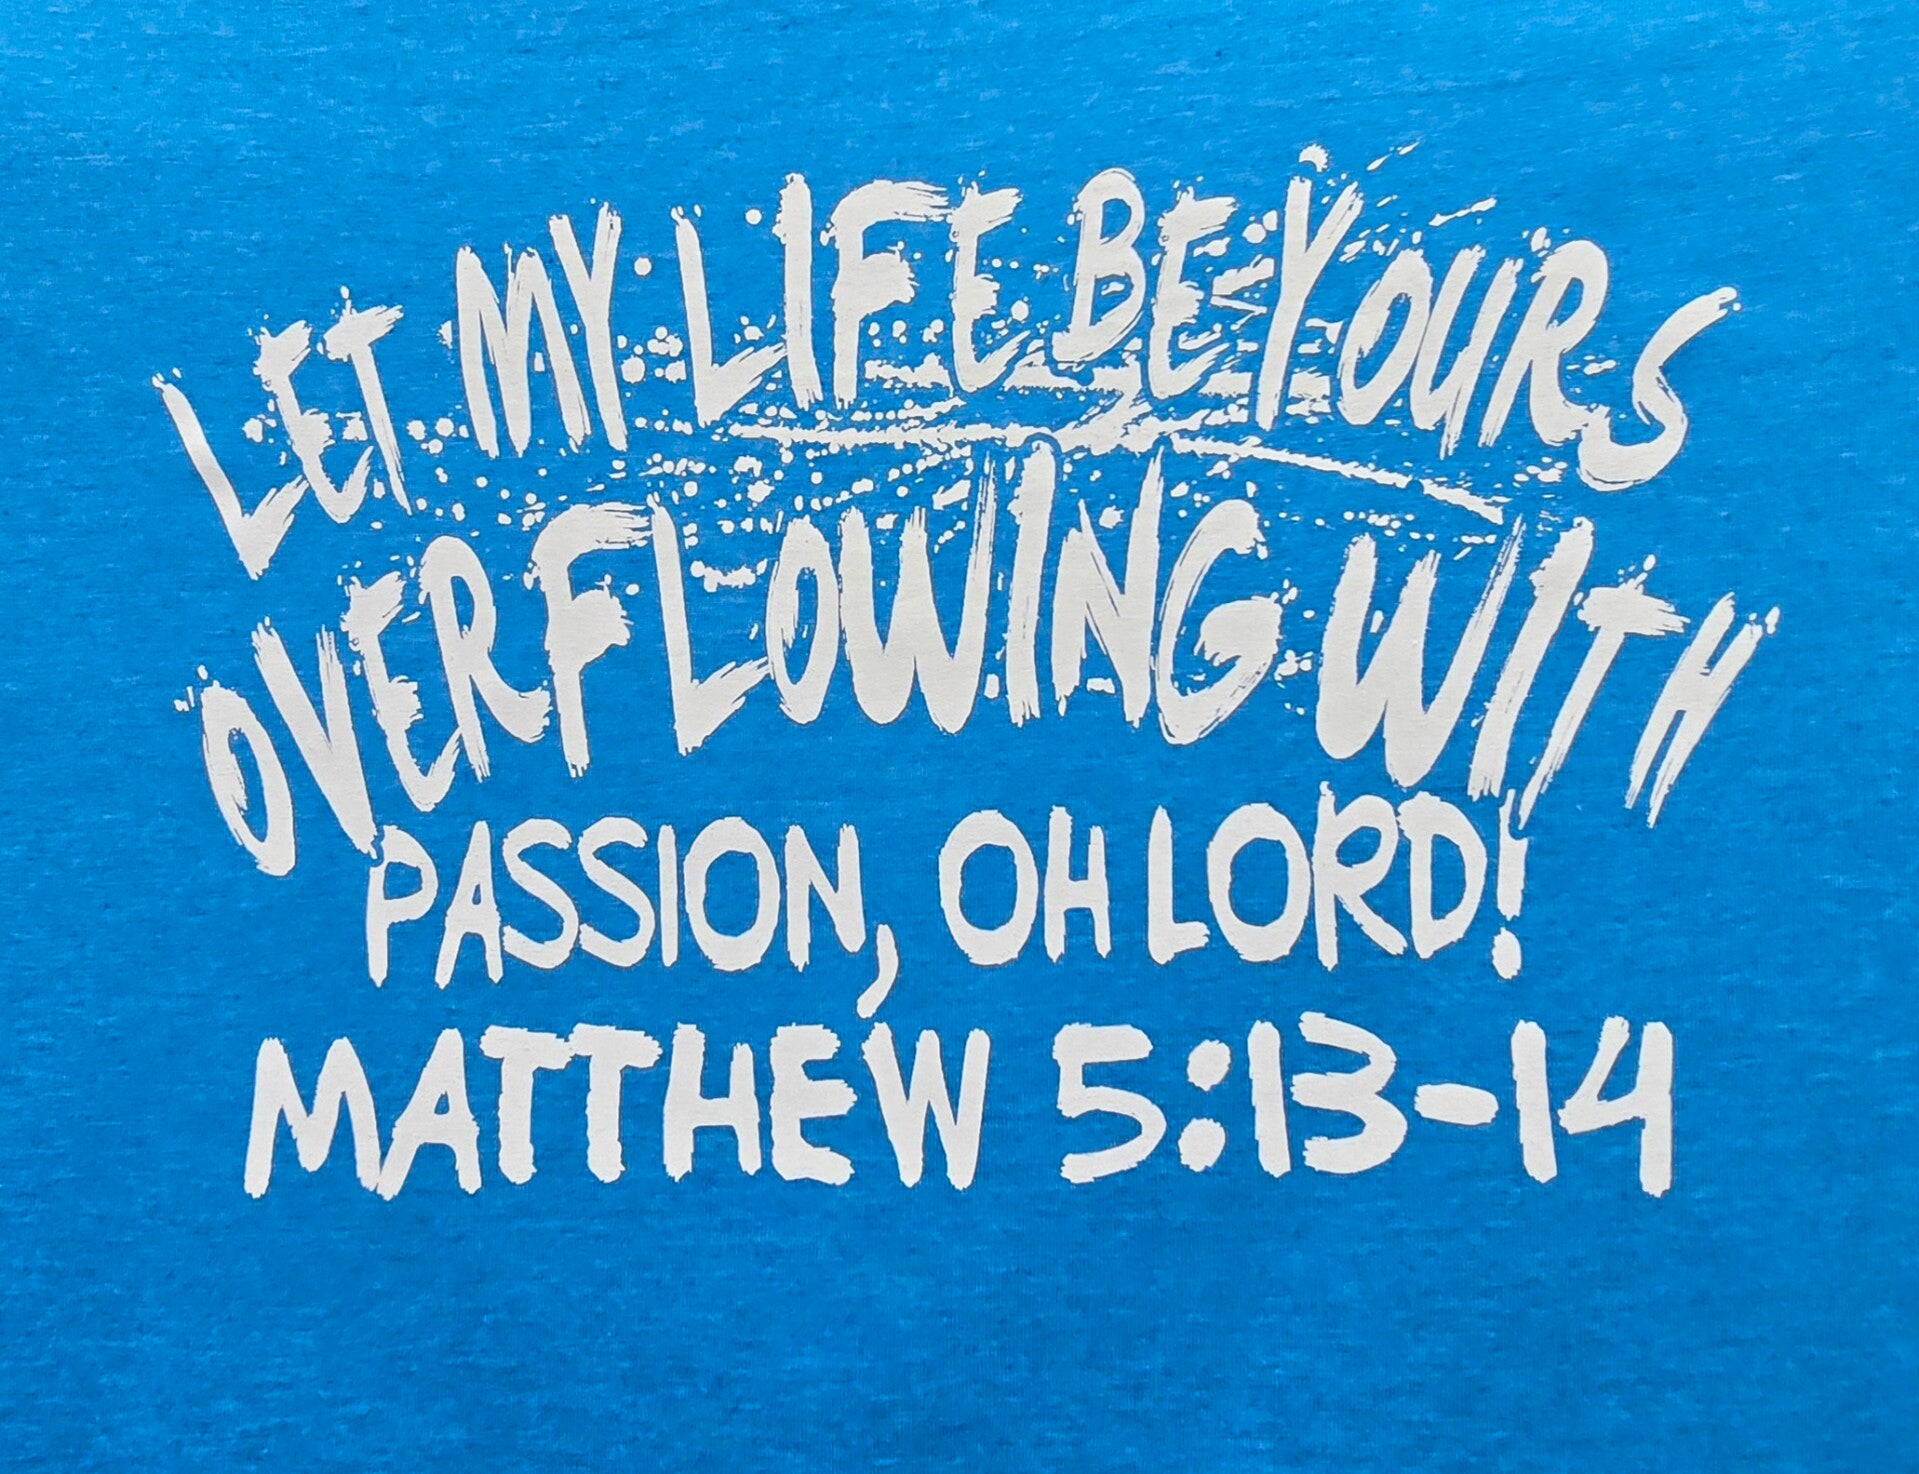 LET MY LIFE BE YOURS
OVERFLOWING WITH
PASSION, OH LORD!
MATTHEW 5:13-14